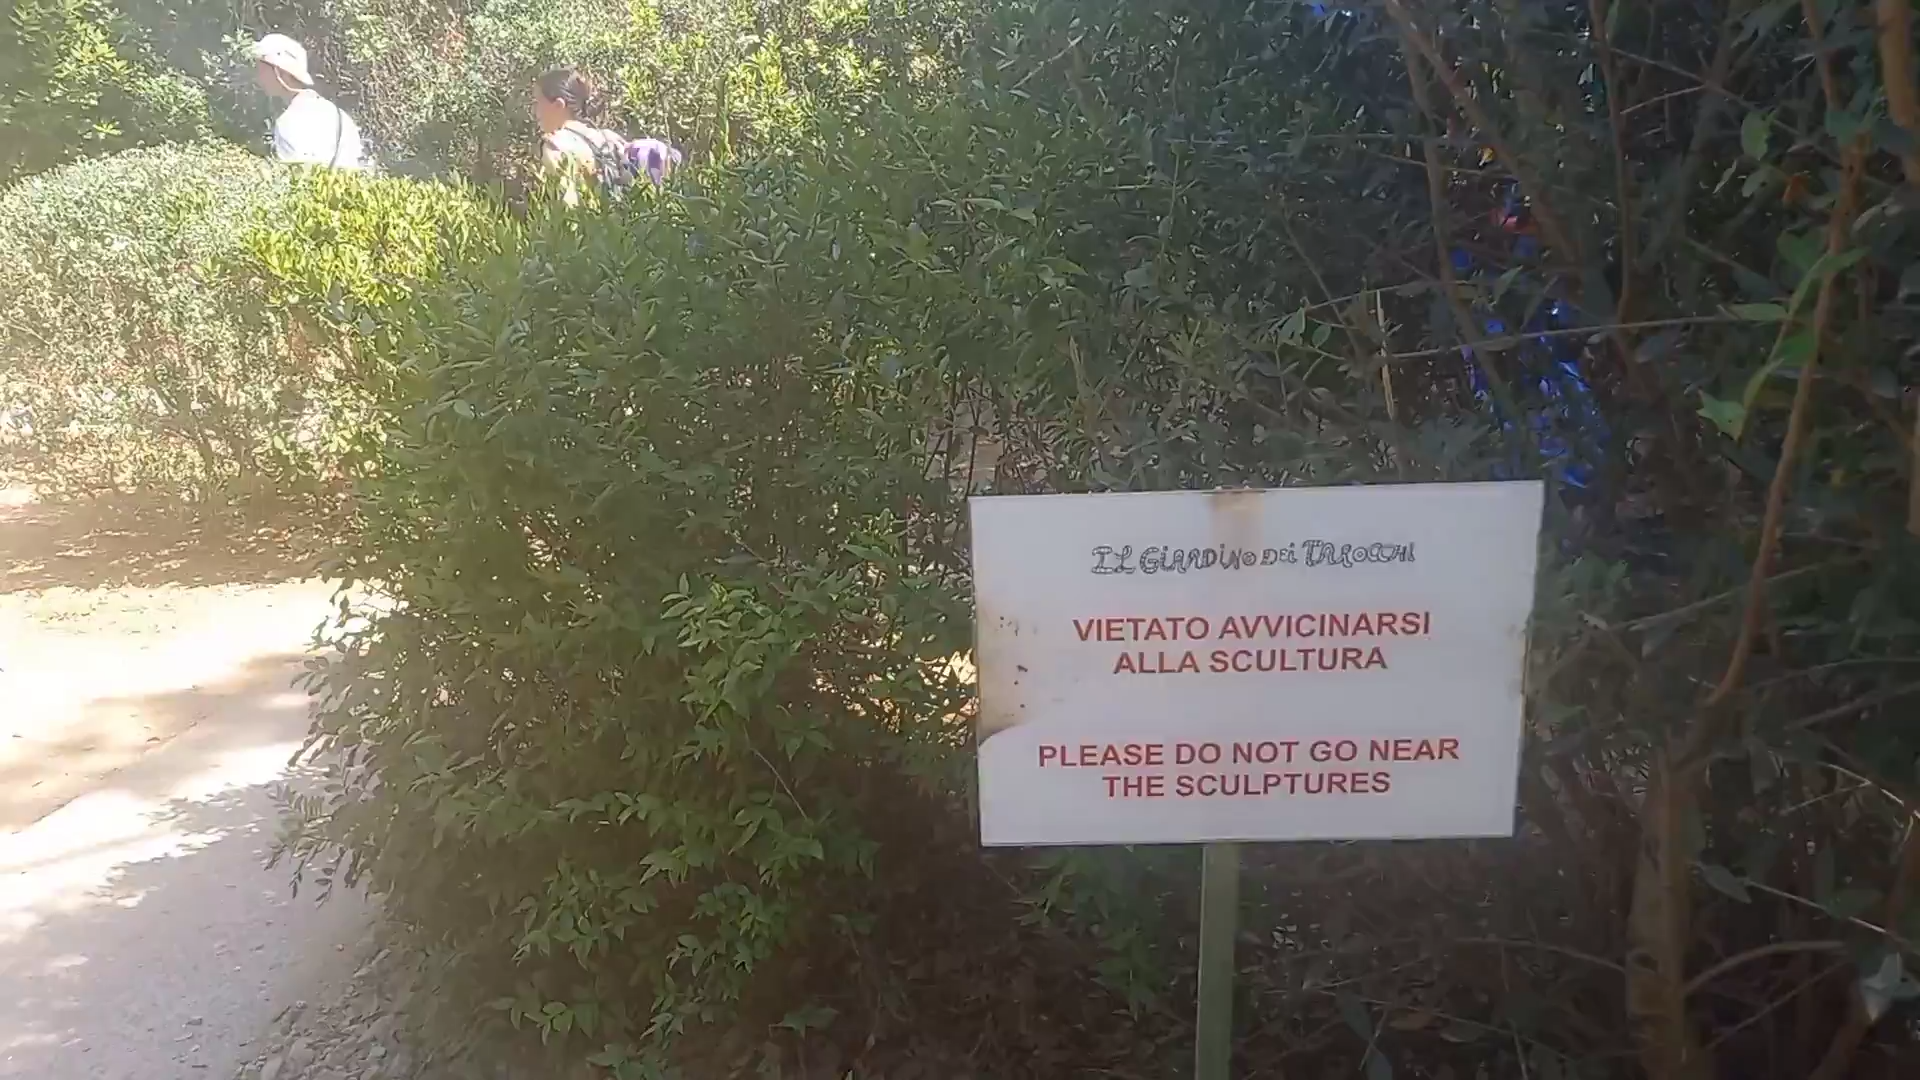 IL GIARDINO DEI TAROCCHI
VIETATO AVVICINARSI
ALLA SCULTURA
PLEASE DO NOT GO NEAR
THE SCULPTURES